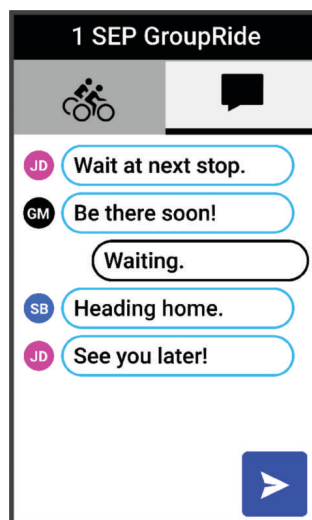 1 SEP GroupRide
JD Wait at next stop.
GM Be there soon!
Waiting.
SB Heading home.
JD See you later!